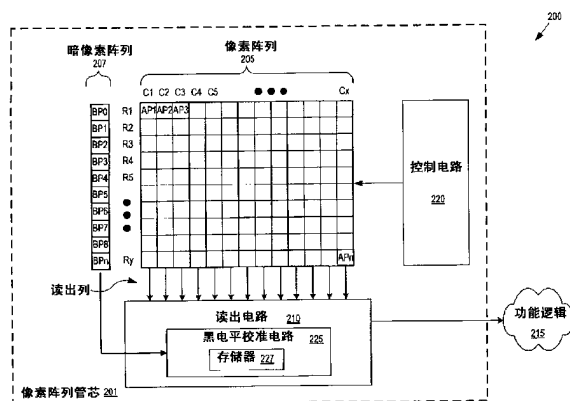 200
暗像素阵列
207
像素阵列
205
C1 C2 C3 C4 C5 ●●● Cx
BP0 R1 AP1 AP2 AP3
BP1 R2
BP2 R3
BP3 R4
BP4 R5
BP5
BP6
BP7
BP8
BPn Ry APn
控制电路
220
读出列
读出电路 210
黑电平校准电路
225
存储器
227
功能逻辑
215
像素阵列管芯 201